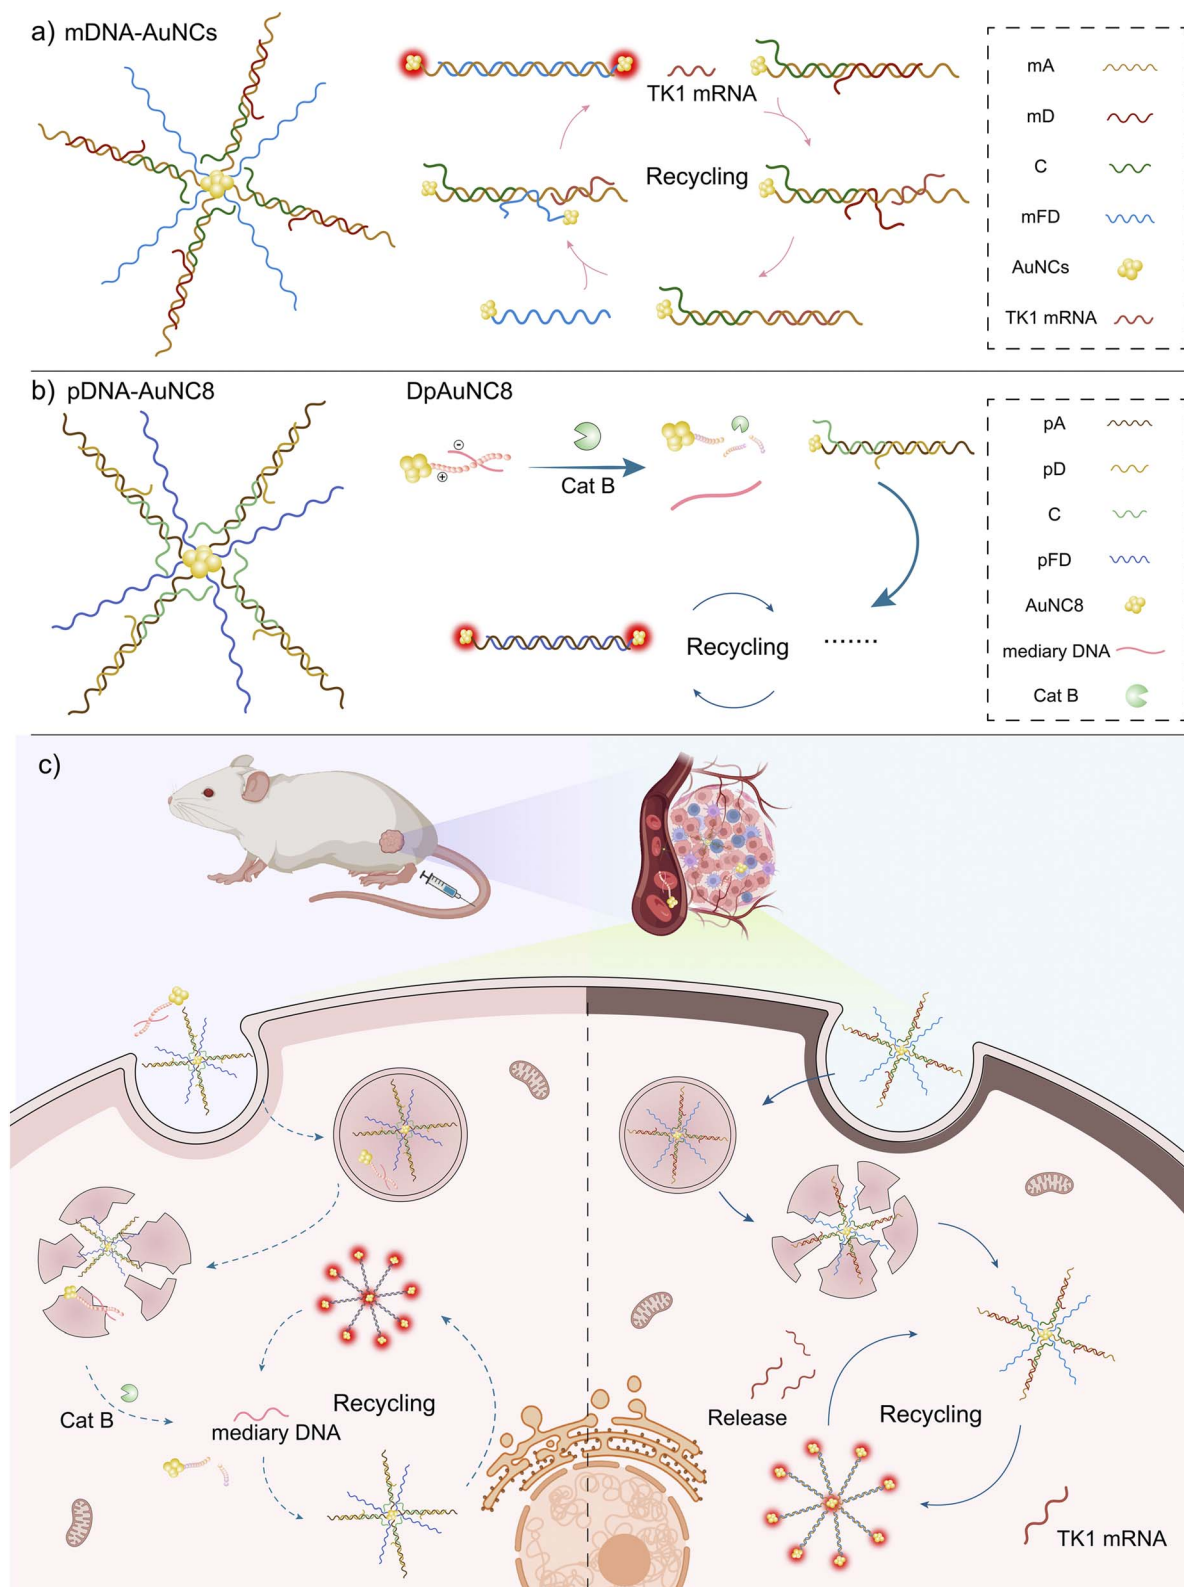 a) mDNA-AuNCs
TK1 mRNA
Recycling
mA
mD
C
mFD
AuNCs
TK1 mRNA
b) pDNA-AuNC8
DpAuNC8
−
+
Cat B
Recycling
.......
pA
pD
C
pFD
AuNC8
mediary DNA
Cat B
c)
Cat B
mediary DNA
Recycling
Release
Recycling
TK1 mRNA